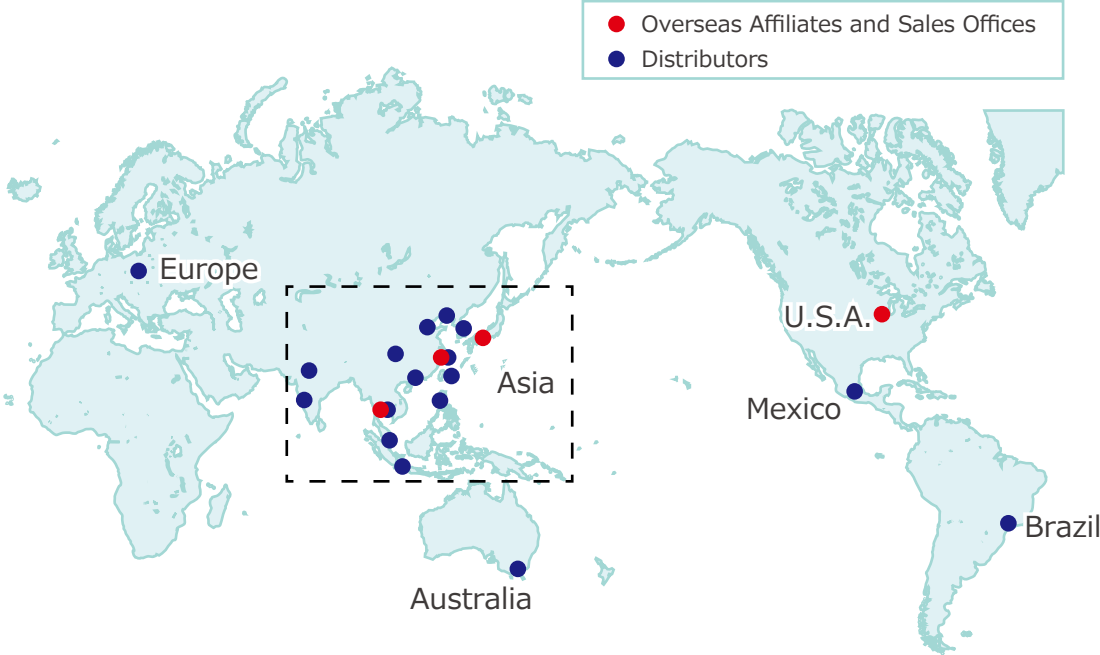 Overseas Affiliates and Sales Offices
Distributors
Europe
U.S.A.
Asia
Mexico
Brazil
Australia